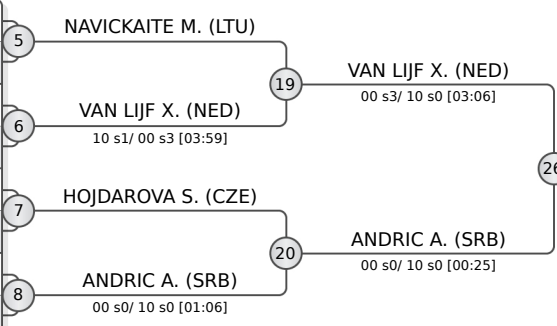 NAVICKAITE M. (LTU)
5
19
VAN LIJF X. (NED)
00 s3/ 10 s0 [03:06]
VAN LIJF X. (NED)
6
10 s1/ 00 s3 [03:59]
26
HOJDAROVA S. (CZE)
7
20
ANDRIC A. (SRB)
00 s0/ 10 s0 [00:25]
ANDRIC A. (SRB)
8
00 s0/ 10 s0 [01:06]